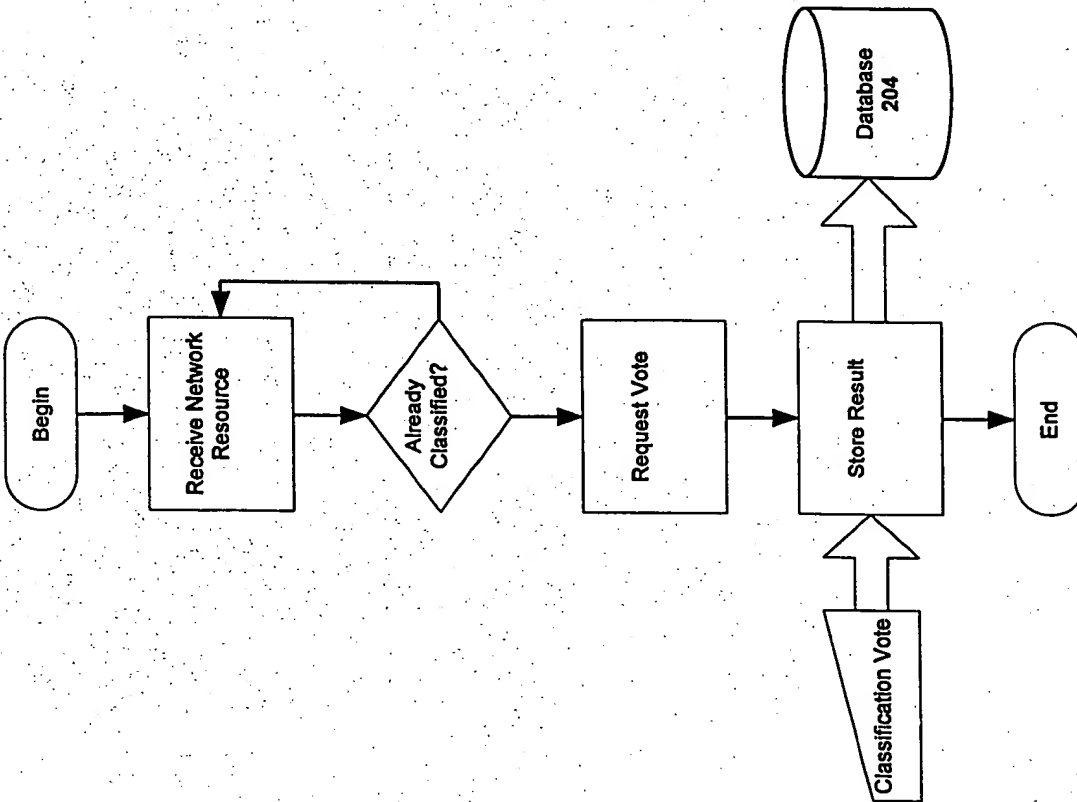 Begin
Receive Network
Resource
Already
Classified?
Request Vote
Classification Vote
Store Result
Database
204
End